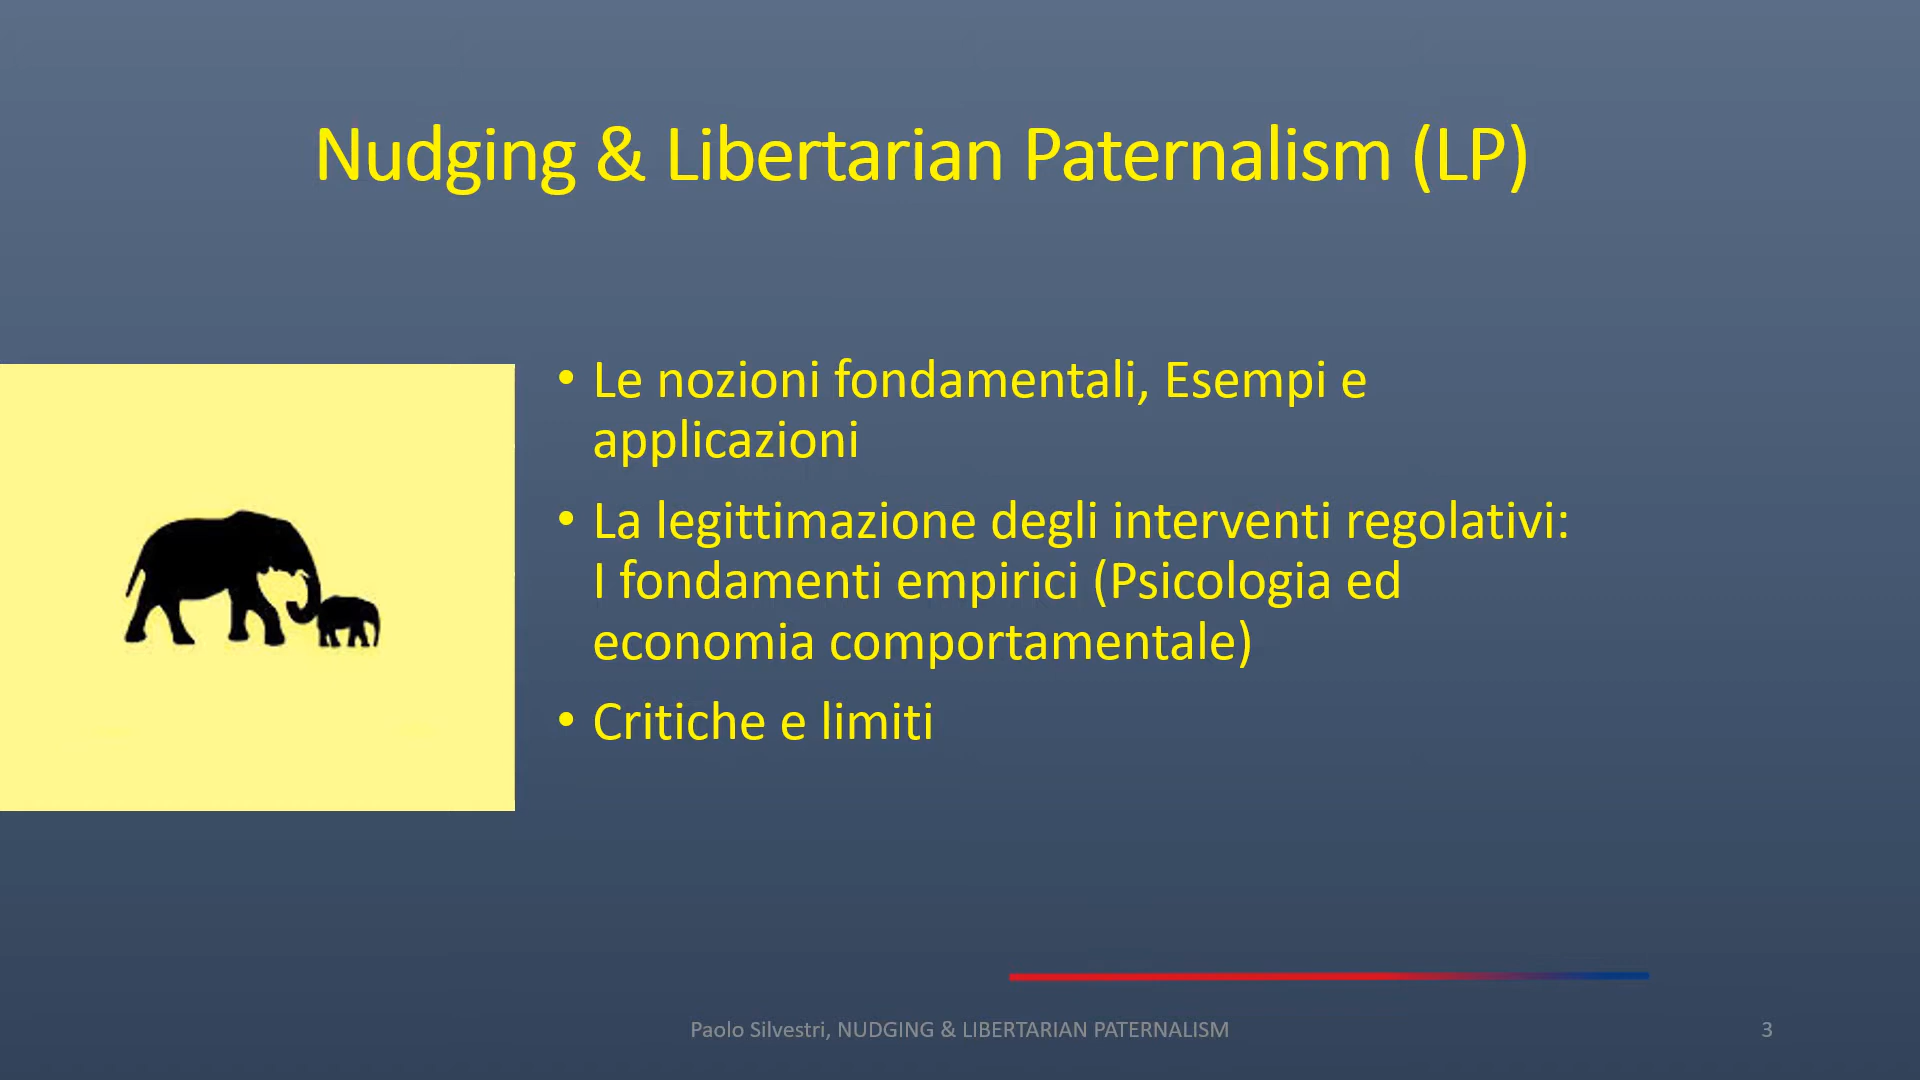 Nudging & Libertarian Paternalism (LP)
• Le nozioni fondamentali, Esempi e
applicazioni
• La legittimazione degli interventi regolativi:
I fondamenti empirici (Psicologia ed
economia comportamentale)
• Critiche e limiti
Paolo Silvestri, NUDGING & LIBERTARIAN PATERNALISM
3